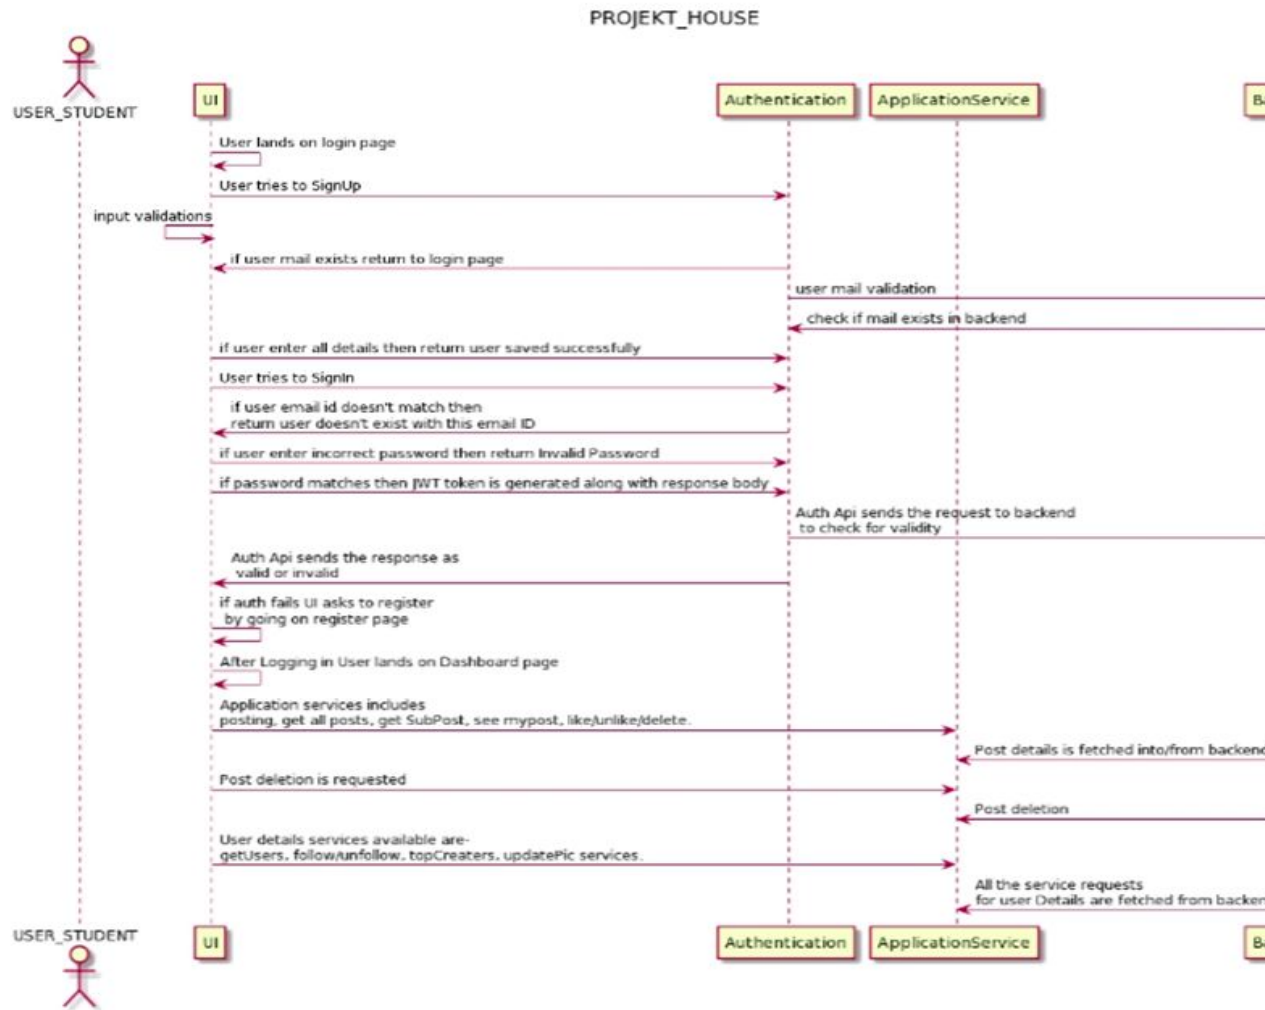 PROJEKT_HOUSE
USER_STUDENT
UI
Authentication
ApplicationService
Ba
User lands on login page
User tries to SignUp
input validations
if user mail exists return to login page
user mail validation
check if mail exists in backend
if user enter all details then return user saved successfully
User tries to SignIn
if user email id doesn't match then
return user doesn't exist with this email ID
if user enter incorrect password then return Invalid Password
if password matches then JWT token is generated along with response body
Auth Api sends the request to backend
to check for validity
Auth Api sends the response as
valid or invalid
if auth fails UI asks to register
by going on register page
After Logging in User lands on Dashboard page
Application services includes
posting, get all posts, get SubPost, see mypost, like/unlike/delete.
Post details is fetched into/from backend
Post deletion is requested
Post deletion
User details services available are-
getUsers, follow/unfollow, topCreaters, updatePic services.
All the service requests
for user Details are fetched from backen
USER_STUDENT
UI
Authentication
ApplicationService
Ba